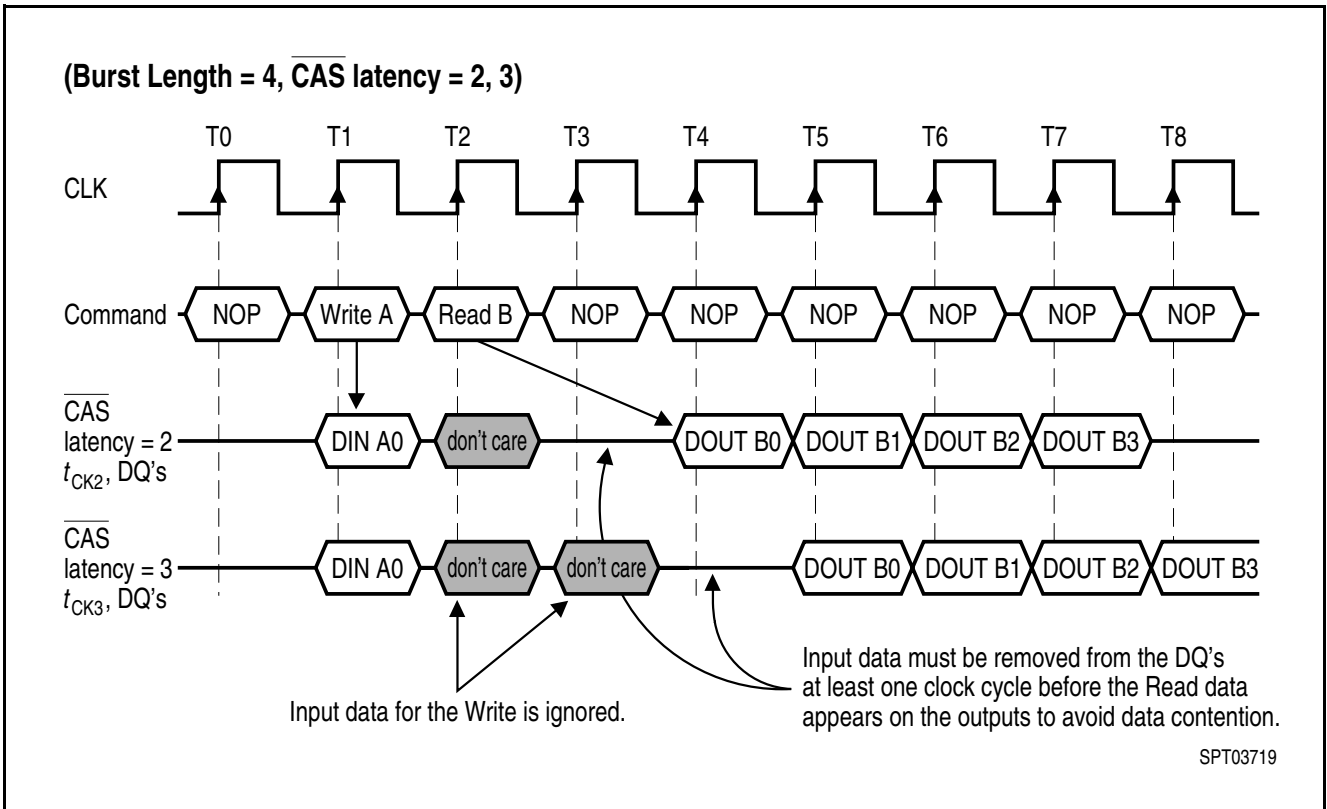 (Burst Length = 4, CAS latency = 2, 3)
T0 T1 T2 T3 T4 T5 T6 T7 T8
CLK
Command NOP Write A Read B NOP NOP NOP NOP NOP NOP
CAS
latency = 2
tCK2, DQ's
DIN A0 don't care DOUT B0 DOUT B1 DOUT B2 DOUT B3
CAS
latency = 3
tCK3, DQ's
DIN A0 don't care don't care DOUT B0 DOUT B1 DOUT B2 DOUT B3
Input data for the Write is ignored.
Input data must be removed from the DQ's
at least one clock cycle before the Read data
appears on the outputs to avoid data contention.
SPT03719